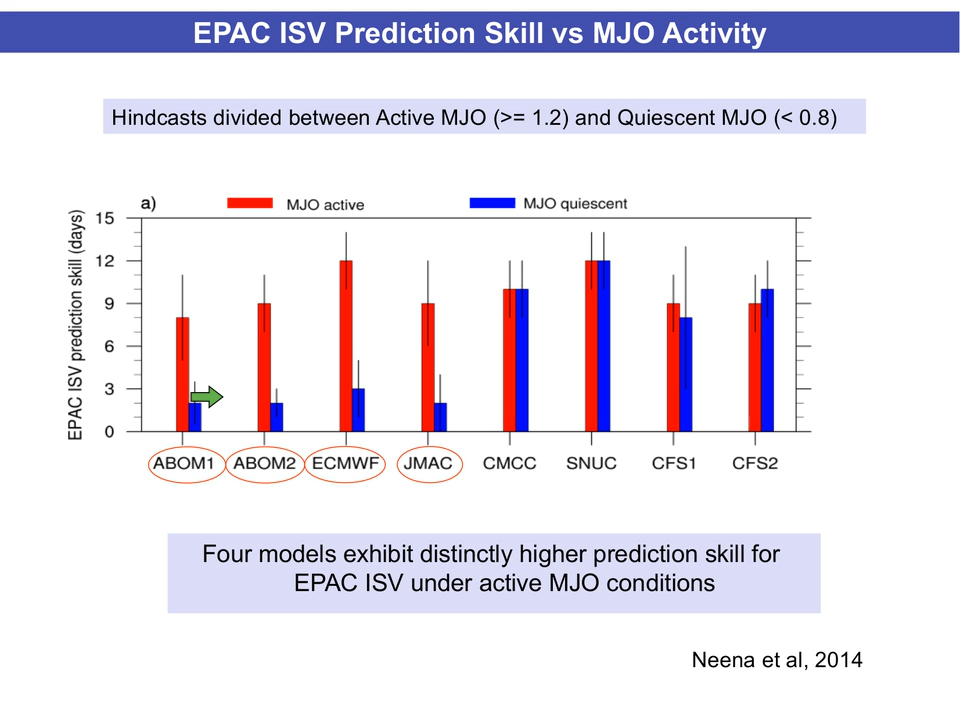 EPAC ISV Prediction Skill vs MJO Activity
Hindcasts divided between Active MJO (>= 1.2) and Quiescent MJO (< 0.8)
a)
MJO active
MJO quiescent
EPAC ISV prediction skill (days)
15
12
9
6
3
0
ABOM1 ABOM2 ECMWF JMAC CMCC SNUC CFS1 CFS2
Four models exhibit distinctly higher prediction skill for
EPAC ISV under active MJO conditions
Neena et al, 2014